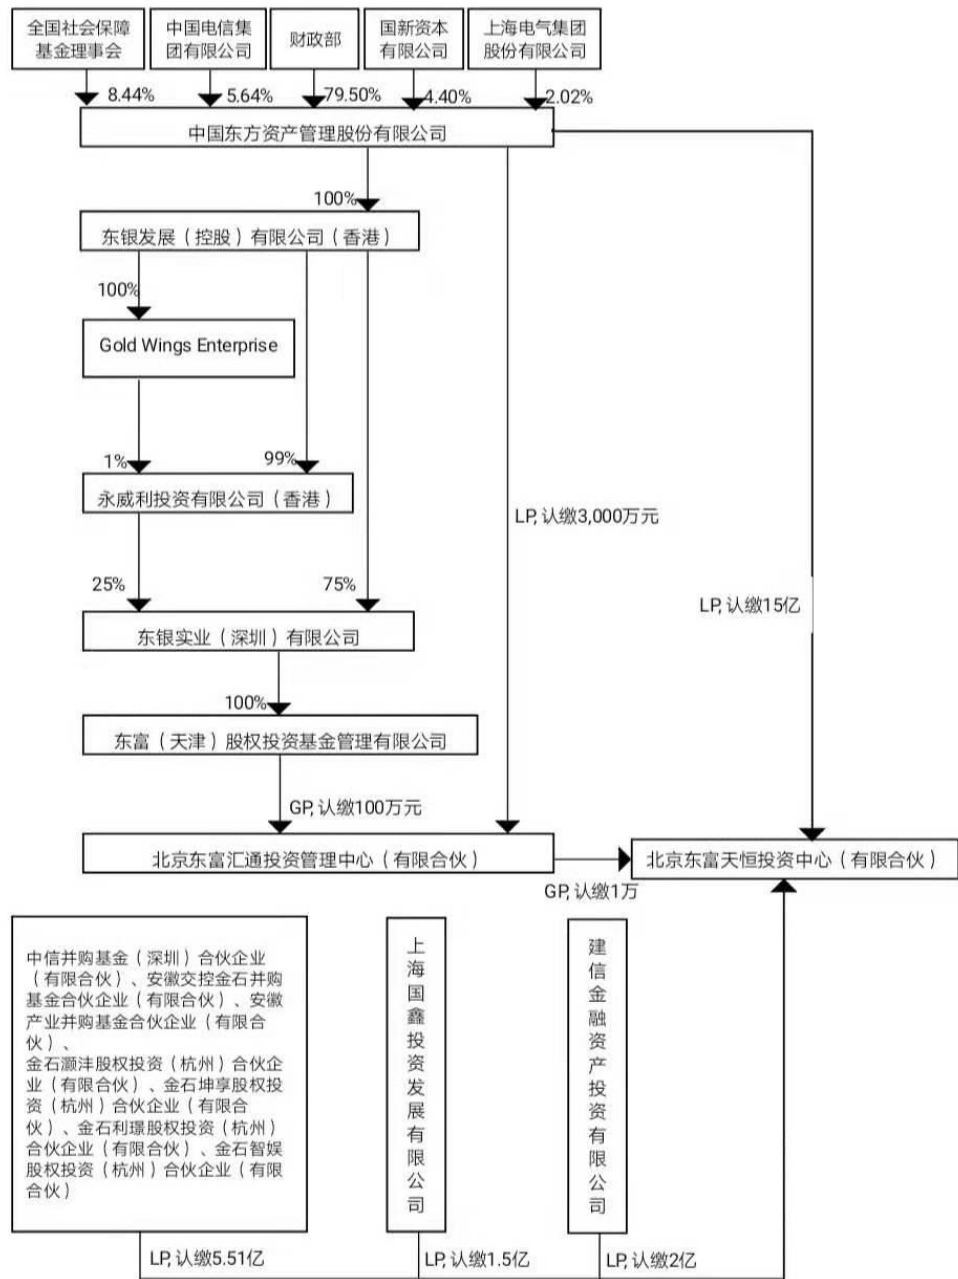 全国社会保障
基金理事会
中国电信集
团有限公司
财政部
国新资本
有限公司
上海电气集团
股份有限公司
8.44%
5.64%
79.50%
4.40%
2.02%
中国东方资产管理股份有限公司
100%
东银发展（控股）有限公司（香港）
100%
Gold Wings Enterprise
1%
99%
永威利投资有限公司（香港）
LP, 认缴3,000万元
25%
75%
LP, 认缴15亿
东银实业（深圳）有限公司
100%
东富（天津）股权投资基金管理有限公司
GP, 认缴100万元
北京东富汇通投资管理中心（有限合伙）
北京东富天恒投资中心（有限合伙）
GP, 认缴1万
中信并购基金（深圳）合伙企业
（有限合伙）、安徽交控金石并购
基金合伙企业（有限合伙）、安徽
产业并购基金合伙企业（有限合
伙）、
金石灏沣股权投资（杭州）合伙企
业（有限合伙）、金石坤享股权投
资（杭州）合伙企业（有限合
伙）、金石利璟股权投资（杭州）
合伙企业（有限合伙）、金石智娱
股权投资（杭州）合伙企业（有限
合伙）
上海国鑫投资发展有限公司
建信金融资产投资有限公司
LP, 认缴5.51亿
LP, 认缴1.5亿
LP, 认缴2亿